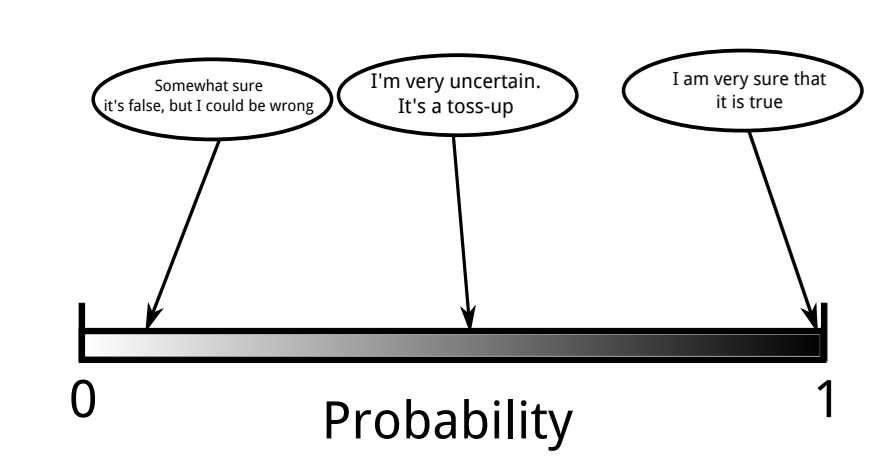 Somewhat sure
it's false, but I could be wrong
I'm very uncertain.
It's a toss-up
I am very sure that
it is true
0
1
Probability